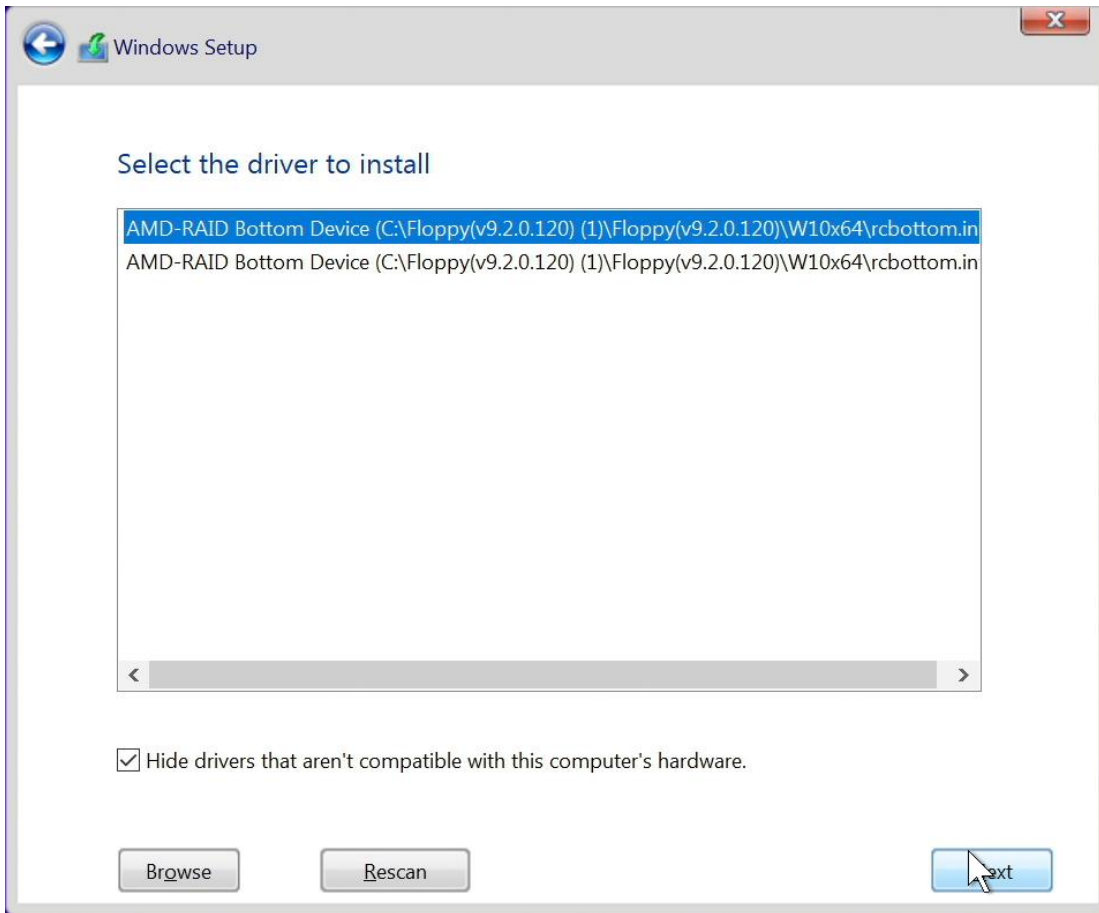 Windows Setup
Select the driver to install
AMD-RAID Bottom Device (C:\Floppy(v9.2.0.120) (1)\Floppy(v9.2.0.120)\W10x64\rcbottom.in
AMD-RAID Bottom Device (C:\Floppy(v9.2.0.120) (1)\Floppy(v9.2.0.120)\W10x64\rcbottom.in
Hide drivers that aren't compatible with this computer's hardware.
Browse Rescan Next